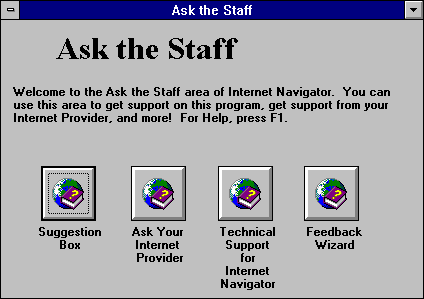 Ask the Staff
Ask the Staff
Welcome to the Ask the Staff area of Internet Navigator.  You can
use this area to get support on this program, get support from your
Internet Provider, and more!  For Help, press F1.
Suggestion
Box
Ask Your
Internet
Provider
Technical
Support
for
Internet
Navigator
Feedback
Wizard